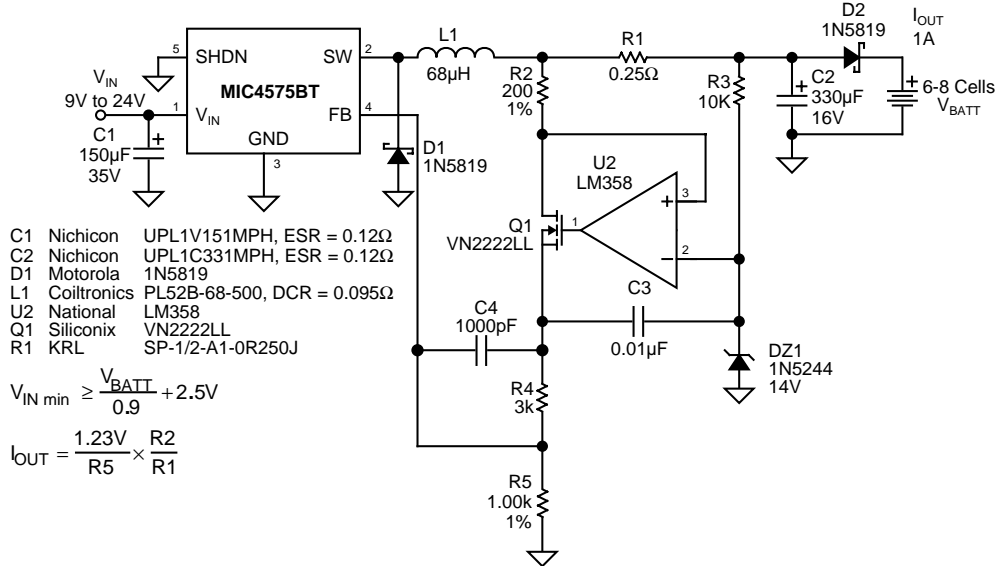 D2
1N5819
I_OUT
1A
L1
68µH
R1
0.25Ω
5
SHDN
SW
2
MIC4575BT
V_IN
9V to 24V
1
V_IN
FB
4
GND
3
C1
150µF
35V
+
D1
1N5819
R2
200
1%
R3
10K
C2
330µF
16V
+
+
6-8 Cells
V_BATT
U2
LM358
+
3
−
2
1
Q1
VN2222LL
C3
0.01µF
C4
1000pF
DZ1
1N5244
14V
R4
3k
R5
1.00k
1%
C1 Nichicon UPL1V151MPH, ESR = 0.12Ω
C2 Nichicon UPL1C331MPH, ESR = 0.12Ω
D1 Motorola 1N5819
L1 Coiltronics PL52B-68-500, DCR = 0.095Ω
U2 National LM358
Q1 Siliconix VN2222LL
R1 KRL SP-1/2-A1-0R250J
V_IN min ≥ V_BATT / 0.9 + 2.5V
I_OUT = 1.23V / R5 × R2 / R1